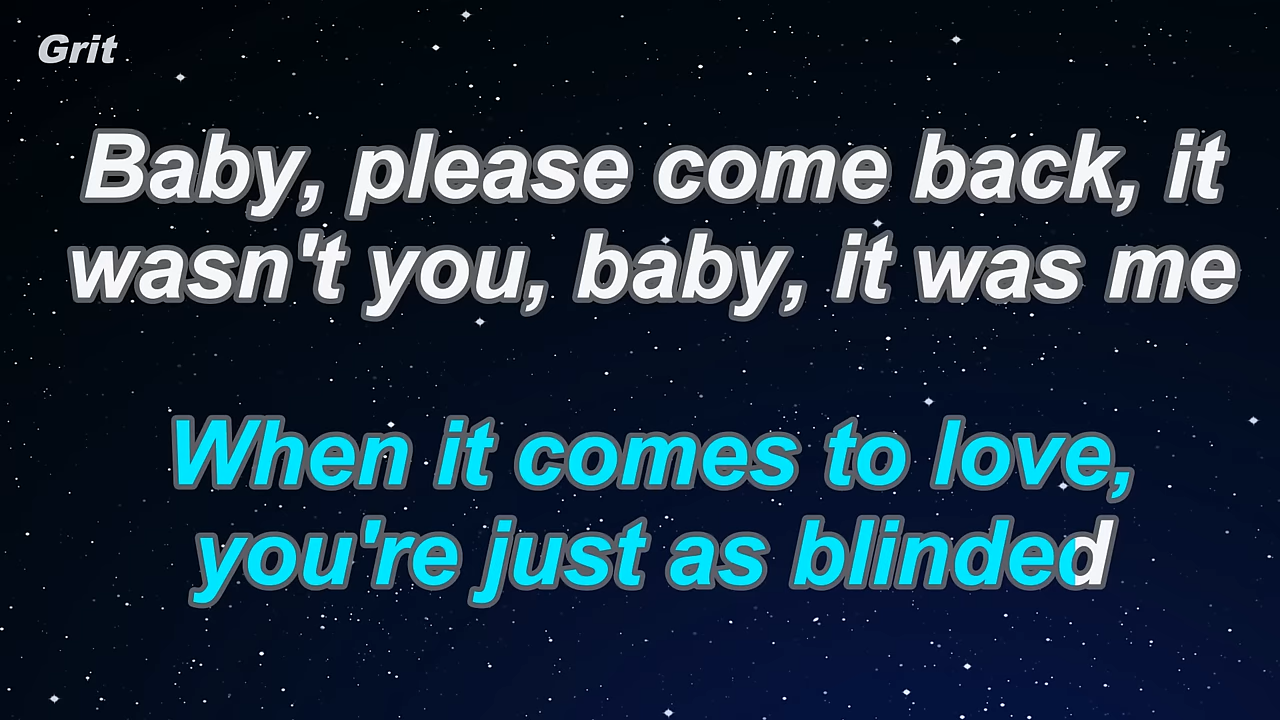 Grit
Baby, please come back, it
wasn't you, baby, it was me
When it comes to love,
you're just as blinded